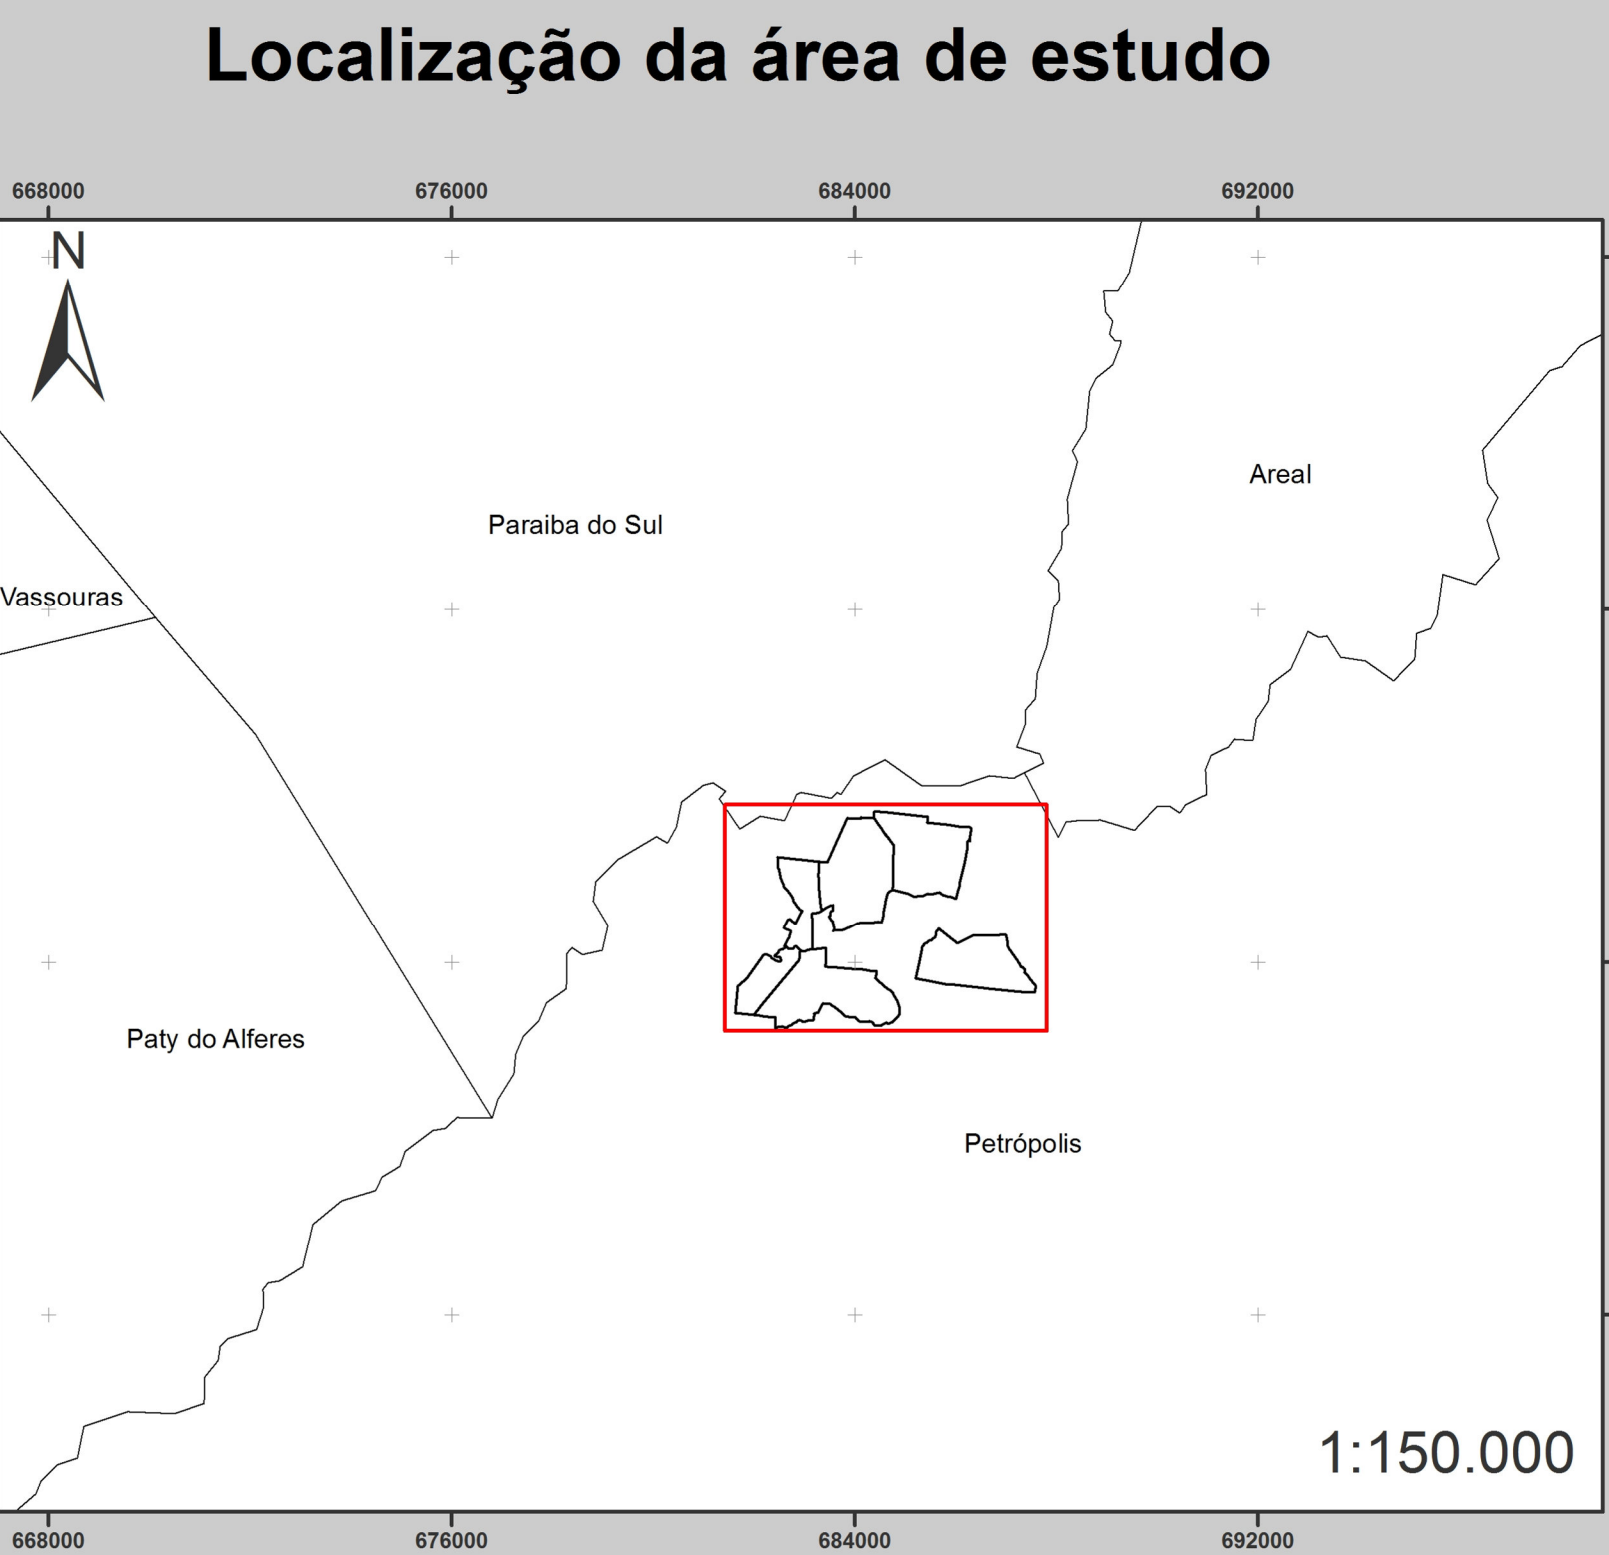 Localização da área de estudo
668000 676000 684000 692000
N
Areal
Paraiba do Sul
Vassouras
Paty do Alferes
Petrópolis
1:150.000
668000 676000 684000 692000